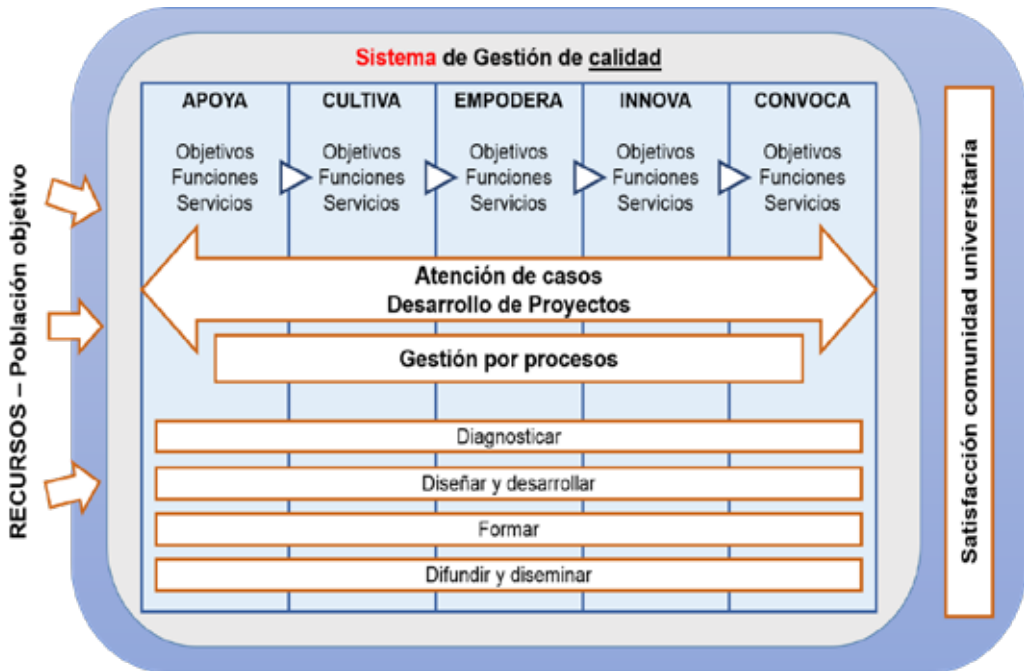 Sistema de Gestión de calidad
APOYA
CULTIVA
EMPODERA
INNOVA
CONVOCA
Objetivos
Funciones
Servicios
Objetivos
Funciones
Servicios
Objetivos
Funciones
Servicios
Objetivos
Funciones
Servicios
Objetivos
Funciones
Servicios
RECURSOS – Población objetivo
Atención de casos
Desarrollo de Proyectos
Gestión por procesos
Diagnosticar
Diseñar y desarrollar
Formar
Difundir y diseminar
Satisfacción comunidad universitaria